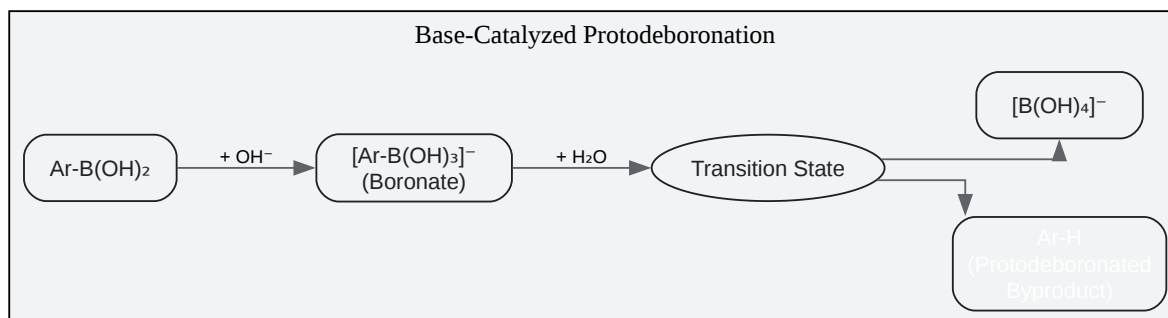 Base-Catalyzed Protodeboronation
[B(OH)₄]⁻
Ar-B(OH)₂
+ OH⁻
[Ar-B(OH)₃]⁻
(Boronate)
+ H₂O
Transition State
Ar-H
(Protodeboronated
Byproduct)